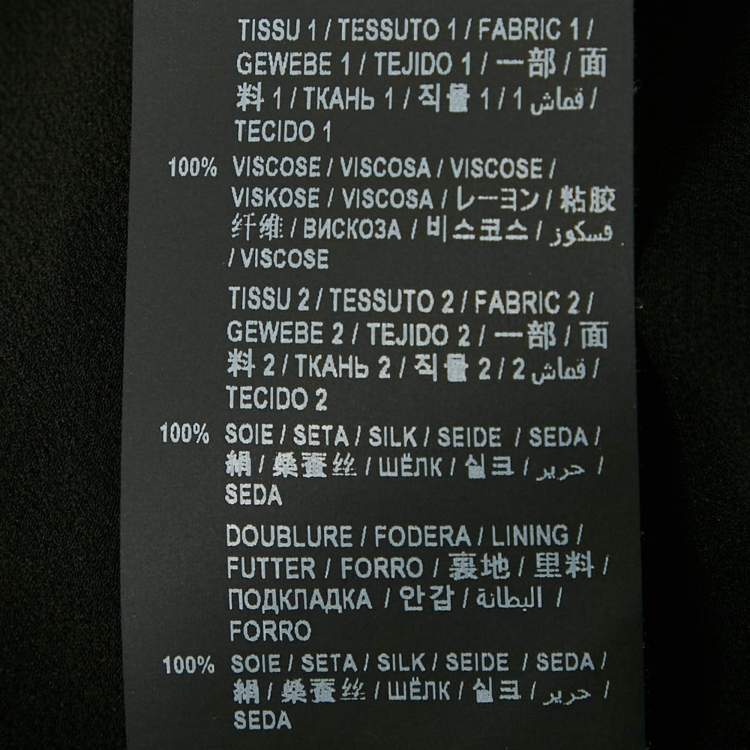 TISSU 1 / TESSUTO 1 / FABRIC 1 /
GEWEBE 1 / TEJIDO 1 / 一部 / 面
料 1 / ТКАНЬ 1 / 직물 1 / 1 قماش /
TECIDO 1
100% VISCOSE / VISCOSA / VISCOSE /
VISKOSE / VISCOSA / レーヨン / 粘胶
纤维 / ВИСКОЗА / 비스코스 / فسكوز
/ VISCOSE
TISSU 2 / TESSUTO 2 / FABRIC 2 /
GEWEBE 2 / TEJIDO 2 / 一部 / 面
料 2 / ТКАНЬ 2 / 직물 2 / 2 قماش /
TECIDO 2
100% SOIE / SETA / SILK / SEIDE / SEDA /
絹 / 桑蚕丝 / ШЁЛК / 실크 / حرير /
SEDA
DOUBLURE / FODERA / LINING /
FUTTER / FORRO / 裏地 / 里料 /
ПОДКЛАДКА / 안감 / البطانة /
FORRO
100% SOIE / SETA / SILK / SEIDE / SEDA /
絹 / 桑蚕丝 / ШЁЛК / 실크 / حرير /
SEDA